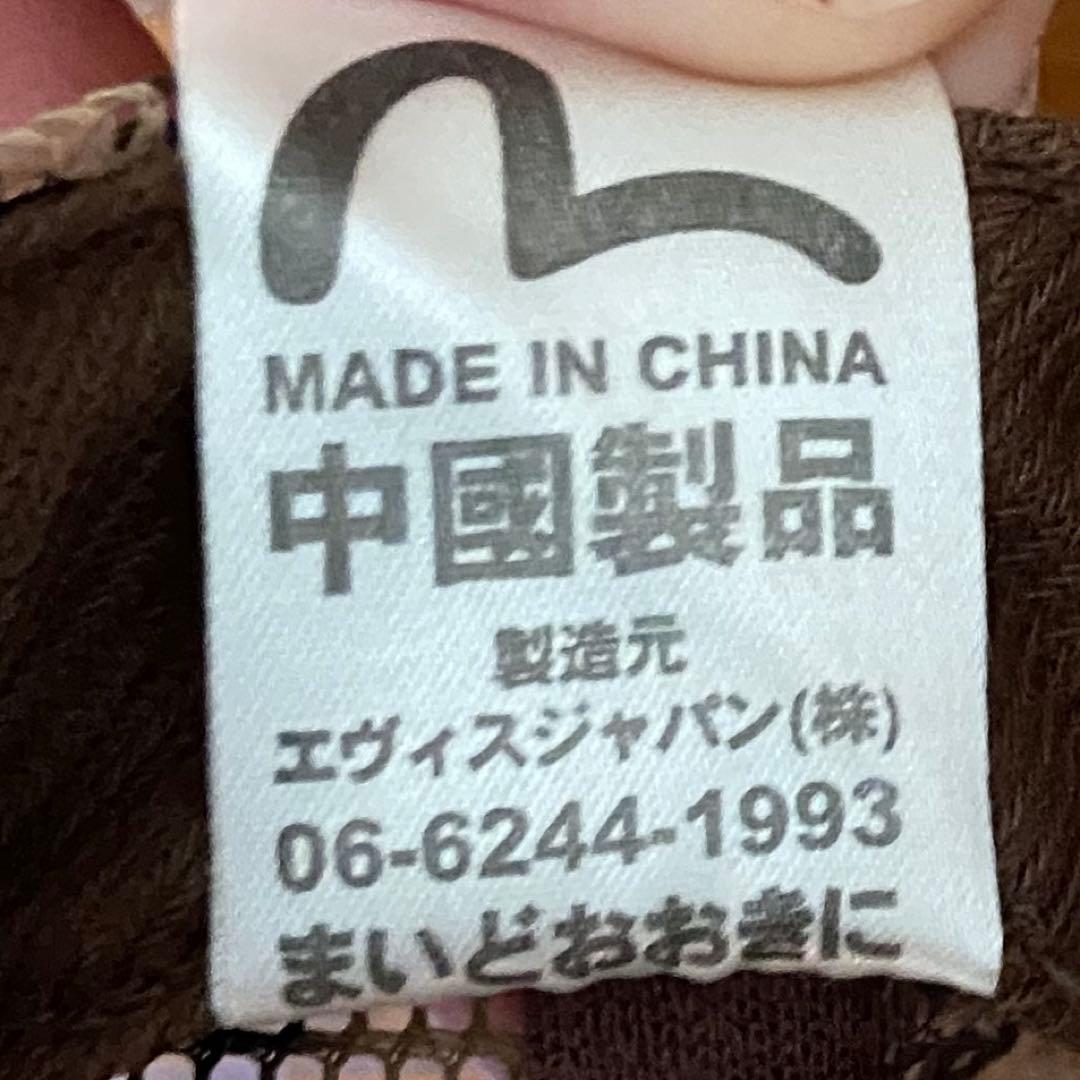 MADE IN CHINA
中國製品
製造元
エヴィスジャパン(株)
06-6244-1993
まいどおおきに